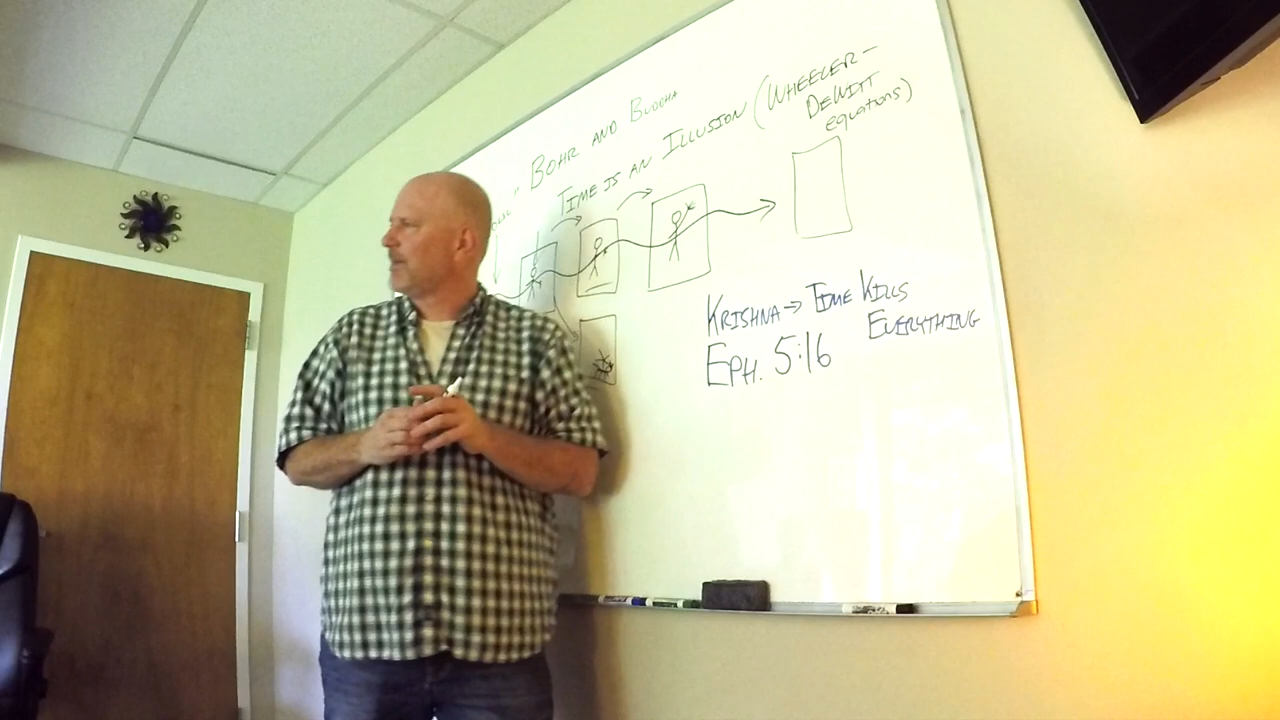 BOHR AND BUDDHA
TIME IS AN ILLUSION (WHEELER-
DEWITT
equations)
KRISHNA → TIME KILLS
EVERYTHING
EPH. 5:16